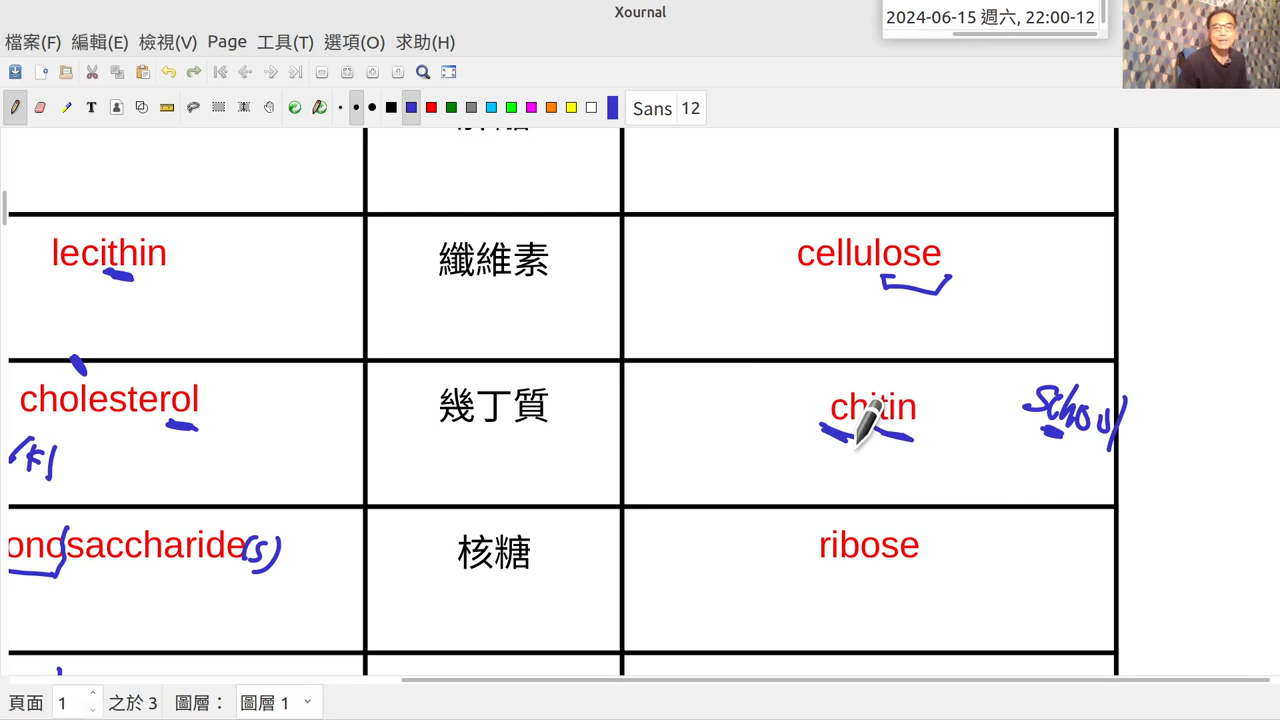 Xournal
2024-06-15 週六, 22:00-12
檔案(F) 編輯(E) 檢視(V) Page 工具(T) 選項(O) 求助(H)
T
Sans 12
lecithin 纖維素 cellulose
cholesterol 幾丁質 chitin school
(k)
onosaccharide(s) 核糖 ribose
頁面 1 之於 3 圖層： 圖層 1